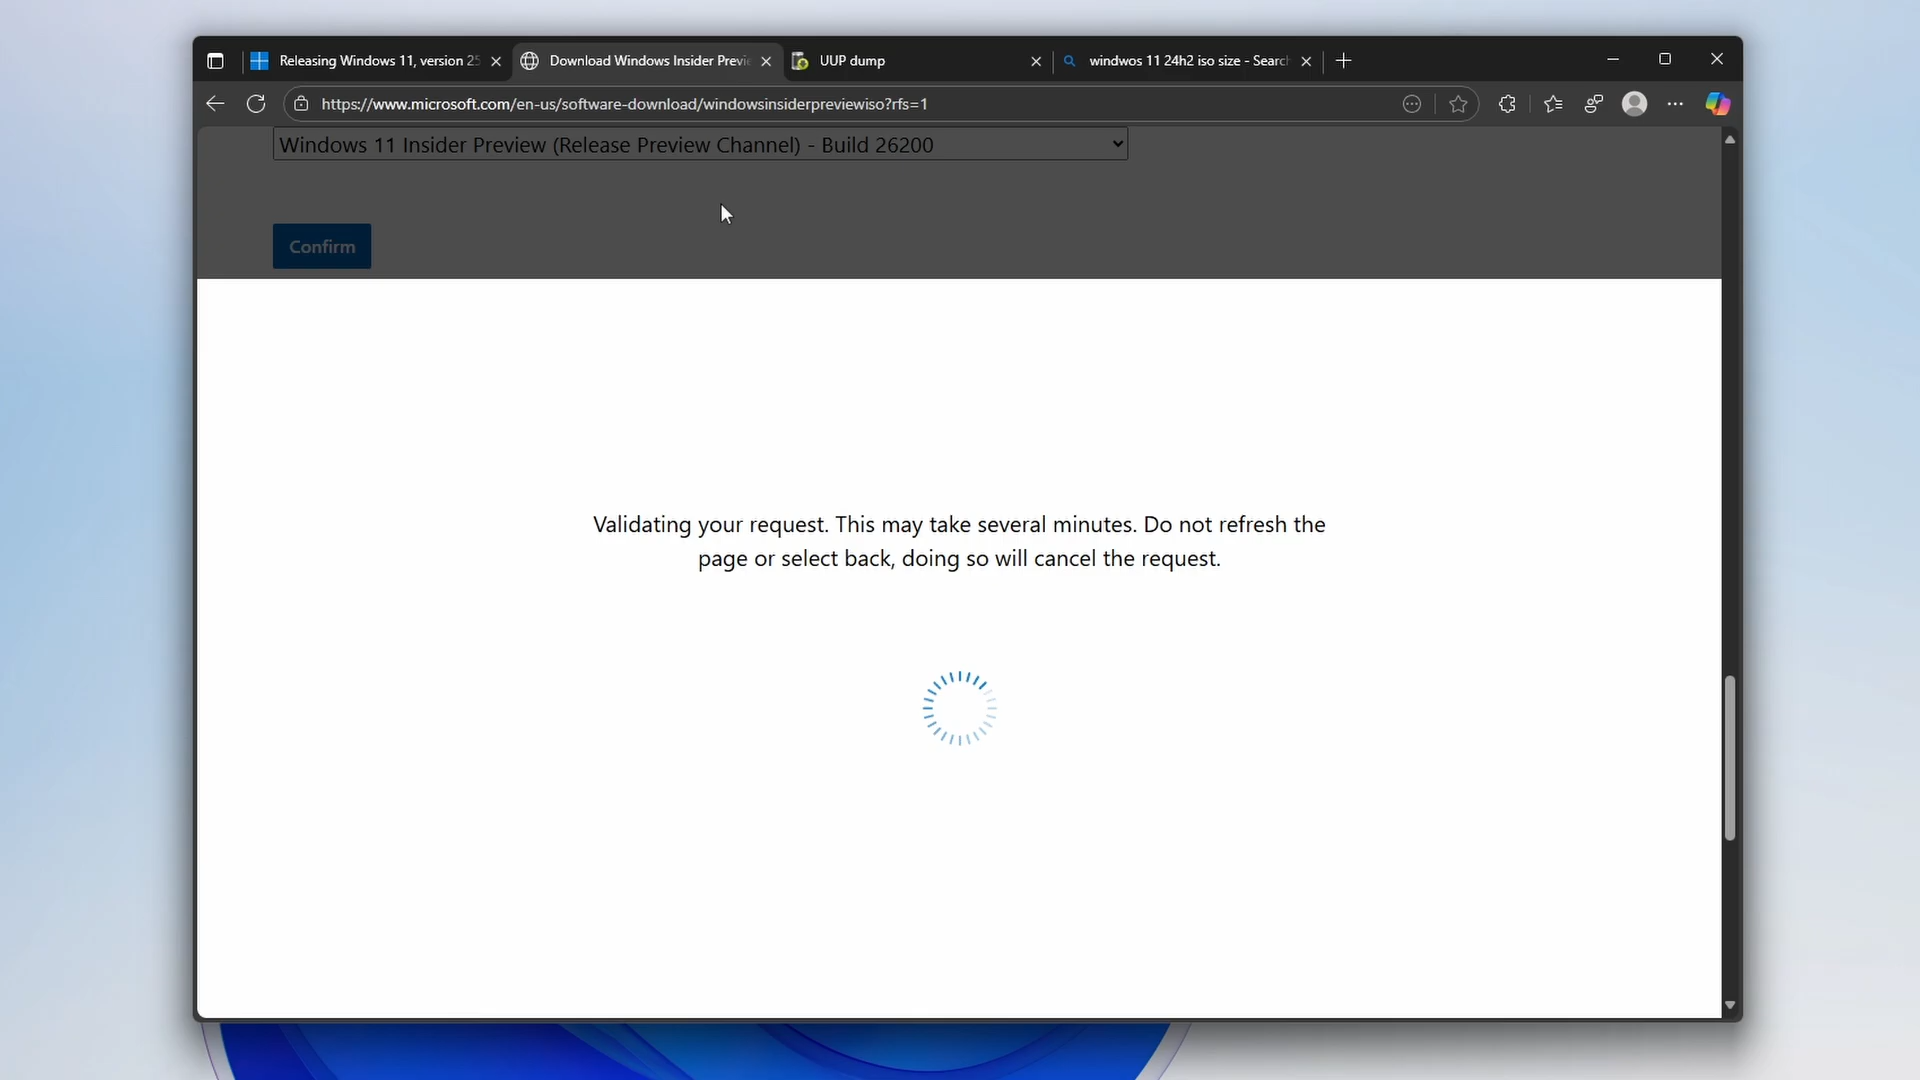 Releasing Windows 11, version 25
Download Windows Insider Previe
UUP dump
windwos 11 24h2 iso size - Search
https://www.microsoft.com/en-us/software-download/windowsinsiderpreviewiso?rfs=1
Windows 11 Insider Preview (Release Preview Channel) - Build 26200
Confirm
Validating your request. This may take several minutes. Do not refresh the
page or select back, doing so will cancel the request.